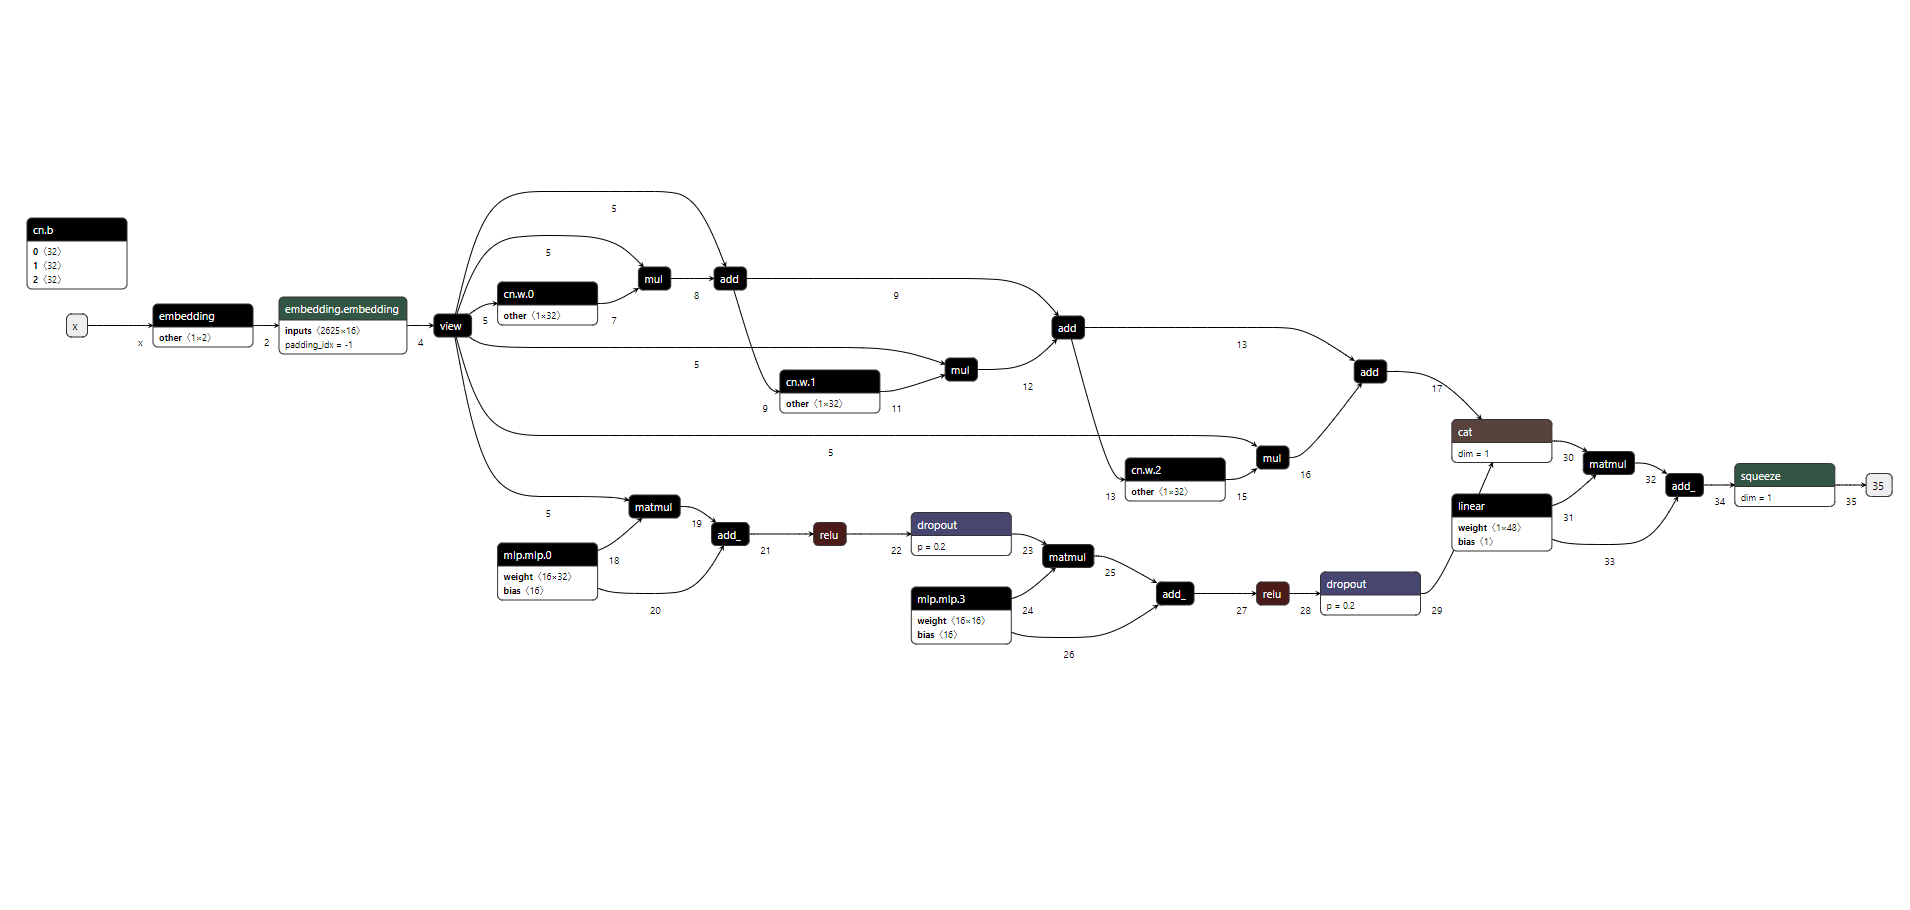 cn.b
0 〈32〉
1 〈32〉
2 〈32〉
x
x
embedding
other 〈1×2〉
2
embedding.embedding
inputs 〈2625×16〉
padding_idx = -1
4
view
5
5
5
5
5
5
cn.w.0
other 〈1×32〉
7
mul
8
add
9
9
cn.w.1
other 〈1×32〉
11
mul
12
add
13
13
cn.w.2
other 〈1×32〉
15
mul
16
add
17
mlp.mlp.0
weight 〈16×32〉
bias 〈16〉
18
matmul
19
20
add_
21
relu
22
dropout
p = 0.2
23
mlp.mlp.3
weight 〈16×16〉
bias 〈16〉
24
matmul
25
26
add_
27
relu
28
dropout
p = 0.2
29
cat
dim = 1
30
linear
weight 〈1×48〉
bias 〈1〉
31
matmul
32
33
add_
34
squeeze
dim = 1
35
35